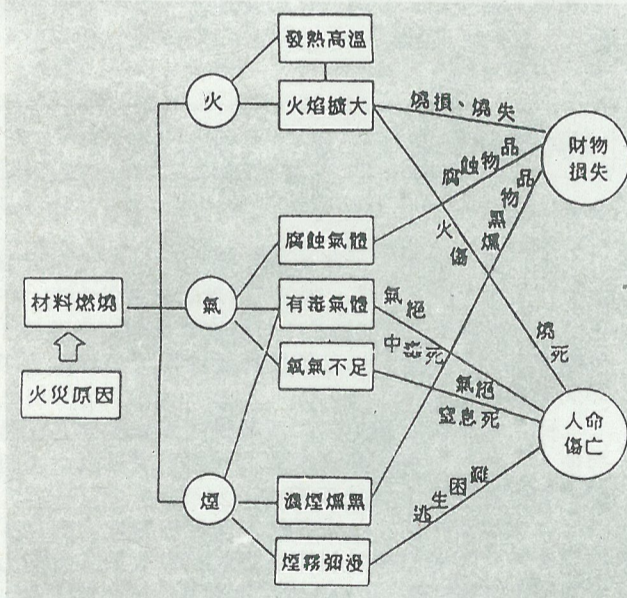 發熱高溫
火
火焰擴大
燒損、燒失
財物
損失
腐蝕物品
燻黑物品
火傷
腐蝕氣體
材料燃燒
氣
有毒氣體
氣絕
中毒死
燒死
氧氣不足
氣絕
窒息死
火災原因
人命
傷亡
煙
濃煙燻黑
逃生困難
煙霧彌漫